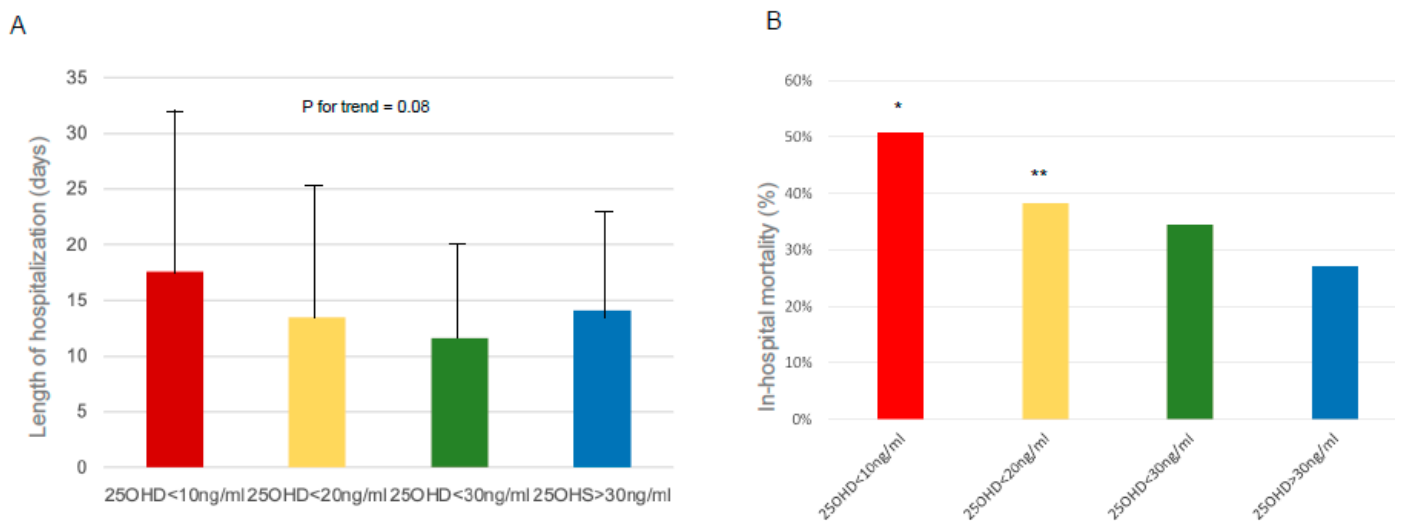 A
B
P for trend = 0.08
Length of hospitalization (days)
35
30
25
20
15
10
5
0
25OHD<10ng/ml 25OHD<20ng/ml 25OHD<30ng/ml 25OHS>30ng/ml
In-hospital mortality (%)
60%
50%
40%
30%
20%
10%
0%
*
**
25OHD<10ng/ml
25OHD<20ng/ml
25OHD<30ng/ml
25OHD>30ng/ml